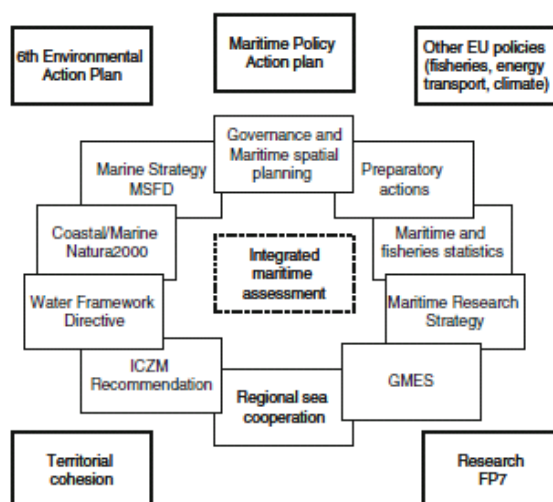 6th Environmental
Action Plan
Maritime Policy
Action plan
Other EU policies
(fisheries, energy
transport, climate)
Governance and
Maritime spatial
planning
Marine Strategy
MSFD
Preparatory
actions
Coastal/Marine
Natura2000
Integrated
maritime
assessment
Maritime and
fisheries statistics
Water Framework
Directive
Maritime Research
Strategy
ICZM
Recommendation
Regional sea
cooperation
GMES
Territorial
cohesion
Research
FP7